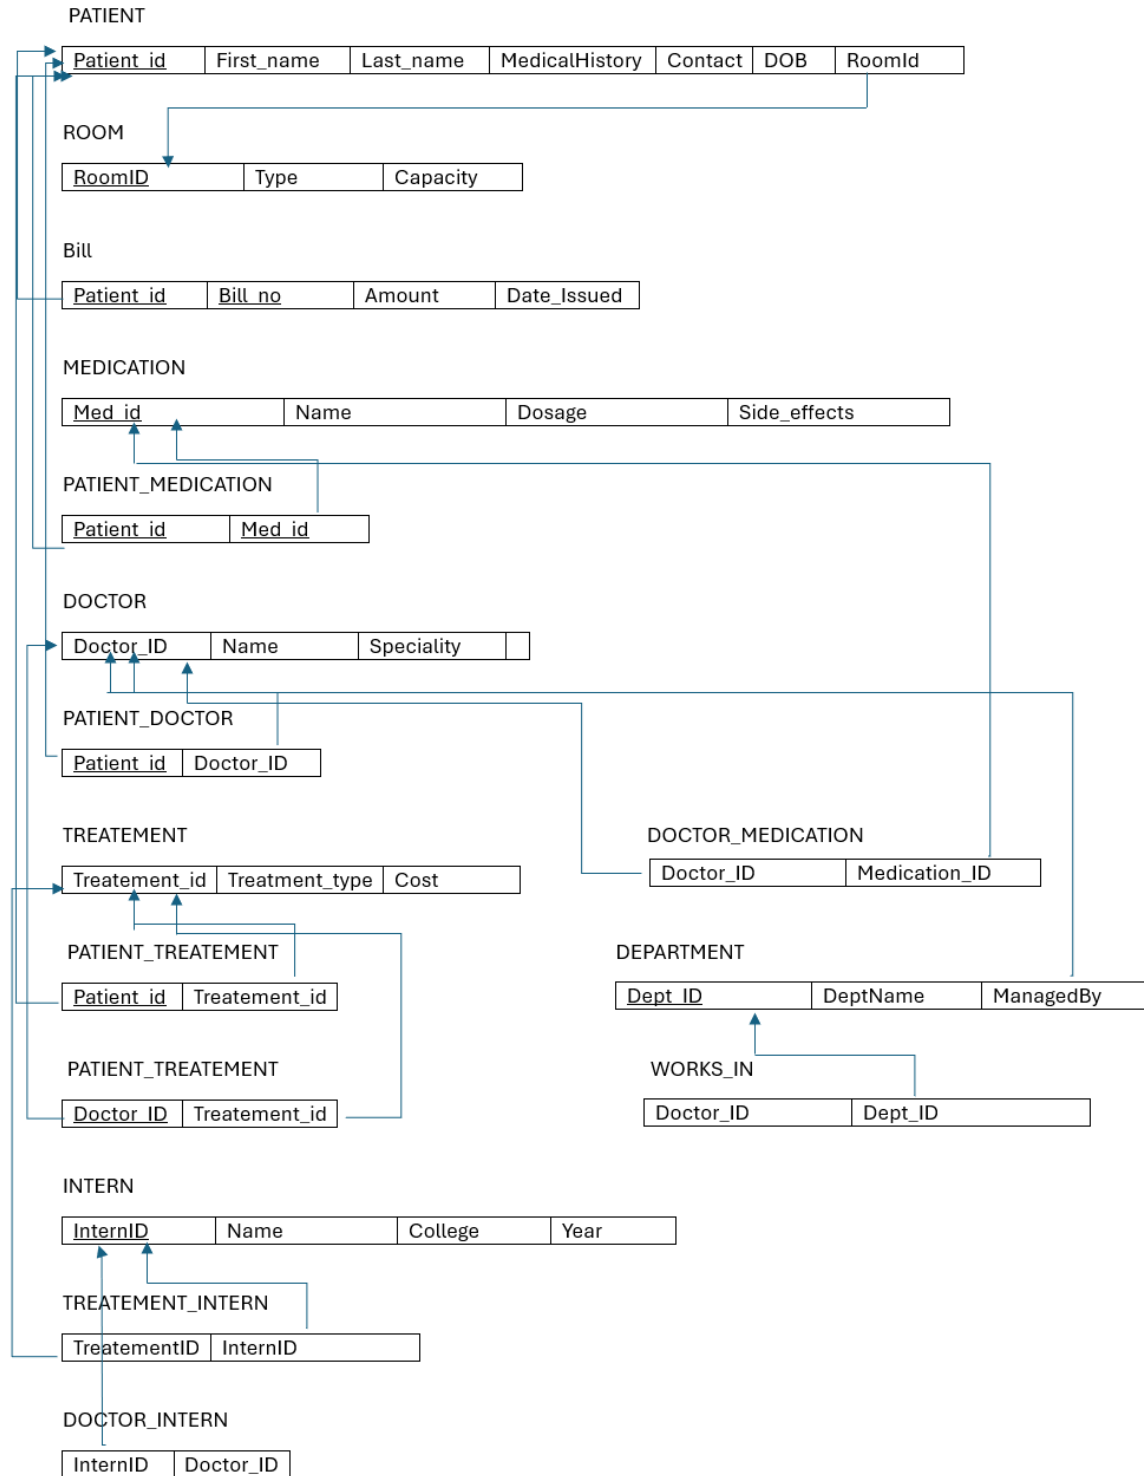 PATIENT
Patient_id First_name Last_name MedicalHistory Contact DOB RoomId
ROOM
RoomID Type Capacity
Bill
Patient_id Bill_no Amount Date_Issued
MEDICATION
Med_id Name Dosage Side_effects
PATIENT_MEDICATION
Patient_id Med_id
DOCTOR
Doctor_ID Name Speciality
PATIENT_DOCTOR
Patient_id Doctor_ID
TREATEMENT
Treatement_id Treatment_type Cost
DOCTOR_MEDICATION
Doctor_ID Medication_ID
PATIENT_TREATEMENT
Patient_id Treatement_id
DEPARTMENT
Dept_ID DeptName ManagedBy
PATIENT_TREATEMENT
Doctor_ID Treatement_id
WORKS_IN
Doctor_ID Dept_ID
INTERN
InternID Name College Year
TREATEMENT_INTERN
TreatementID InternID
DOCTOR_INTERN
InternID Doctor_ID